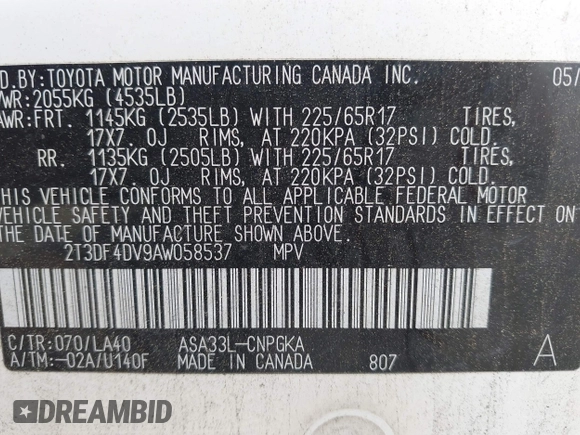 D.BY:TOYOTA MOTOR MANUFACTURING CANADA INC. 05/
WR:2055KG (4535LB)
AWR:FRT. 1145KG (2535LB) WITH 225/65R17 TIRES,
17X7.0J RIMS, AT 220KPA (32PSI) COLD.
RR. 1135KG (2505LB) WITH 225/65R17 TIRES,
17X7.0J RIMS, AT 220KPA (32PSI) COLD.
THIS VEHICLE CONFORMS TO ALL APPLICABLE FEDERAL MOTOR
VEHICLE SAFETY AND THEFT PREVENTION STANDARDS IN EFFECT ON
THE DATE OF MANUFACTURE SHOWN ABOVE.
2T3DF4DV9AW058537 MPV
C/TR:070/LA40 ASA33L-CNPGKA
A/TM:-02A/U140F MADE IN CANADA 807 A
DREAMBID